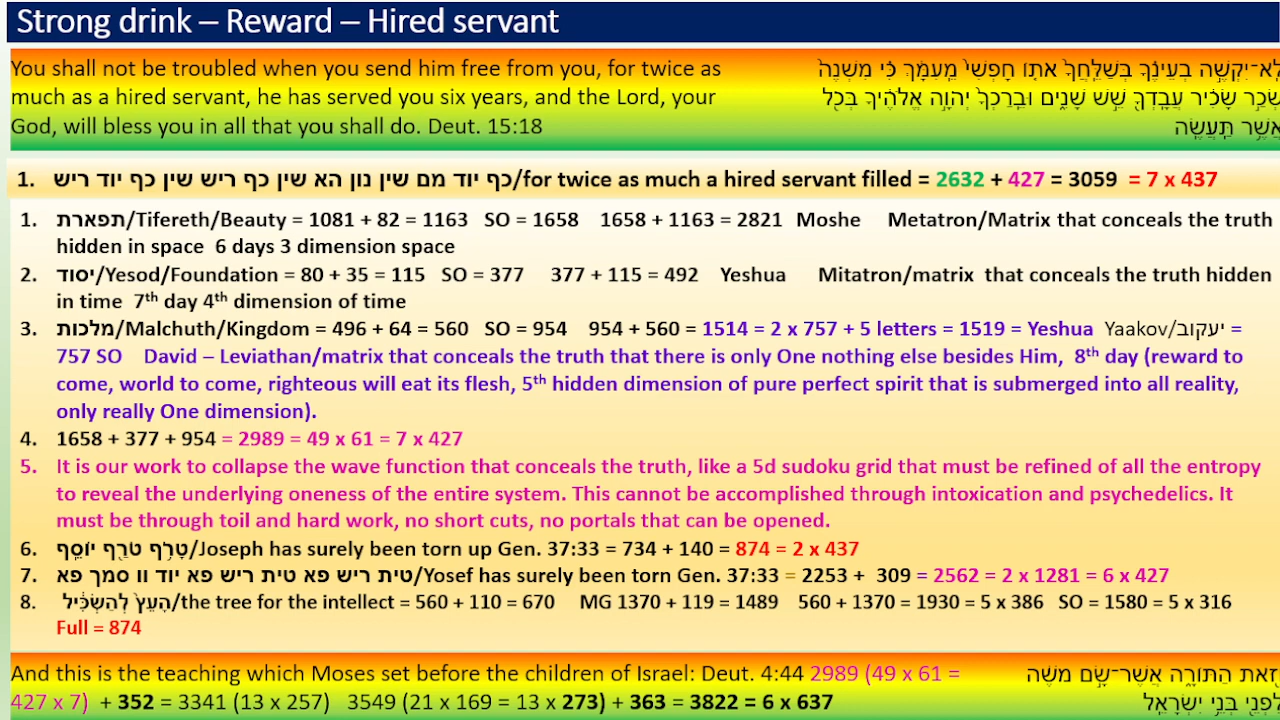 Strong drink – Reward – Hired servant
You shall not be troubled when you send him free from you, for twice as
much as a hired servant, he has served you six years, and the Lord, your
God, will bless you in all that you shall do. Deut. 15:18
לֹא־יִקְשֶׁ֣ה בְעֵינֶ֗ךָ בְּשַׁלֵּֽחֲךָ֙ אֹת֤וֹ חָפְשִׁי֙ מֵֽעִמָּ֔ךְ כִּ֗י מִשְׁנֶה֙
שְׂכַ֣ר שָׂכִ֔יר עֲבָֽדְךָ֖ שֵׁ֣שׁ שָׁנִ֑ים וּבֵֽרַכְךָ֙ יְהֹוָ֣ה אֱלֹהֶ֔יךָ בְּכֹ֖ל
אֲשֶׁ֥ר תַּֽעֲשֶֽׂה
1. כף יוד מם שין נון הא שין כף ריש שין כף יוד ריש/for twice as much a hired servant filled = 2632 + 427 = 3059 = 7 x 437
1. תפארת/Tifereth/Beauty = 1081 + 82 = 1163 SO = 1658 1658 + 1163 = 2821 Moshe Metatron/Matrix that conceals the truth
hidden in space 6 days 3 dimension space
2. יסוד/Yesod/Foundation = 80 + 35 = 115 SO = 377 377 + 115 = 492 Yeshua Mitatron/matrix that conceals the truth hidden
in time 7th day 4th dimension of time
3. מלכות/Malchuth/Kingdom = 496 + 64 = 560 SO = 954 954 + 560 = 1514 = 2 x 757 + 5 letters = 1519 = Yeshua Yaakov/יעקוב =
757 SO David – Leviathan/matrix that conceals the truth that there is only One nothing else besides Him, 8th day (reward to
come, world to come, righteous will eat its flesh, 5th hidden dimension of pure perfect spirit that is submerged into all reality,
only really One dimension).
4. 1658 + 377 + 954 = 2989 = 49 x 61 = 7 x 427
5. It is our work to collapse the wave function that conceals the truth, like a 5d sudoku grid that must be refined of all the entropy
to reveal the underlying oneness of the entire system. This cannot be accomplished through intoxication and psychedelics. It
must be through toil and hard work, no short cuts, no portals that can be opened.
6. טָרֹ֥ף טֹרַ֖ף יוֹסֵֽף/Joseph has surely been torn up Gen. 37:33 = 734 + 140 = 874 = 2 x 437
7. טית ריש פא טית ריש פא יוד וו סמך פא/Yosef has surely been torn Gen. 37:33 = 2253 + 309 = 2562 = 2 x 1281 = 6 x 427
8. הָעֵץ֙ לְהַשְׂכִּ֔יל/the tree for the intellect = 560 + 110 = 670 MG 1370 + 119 = 1489 560 + 1370 = 1930 = 5 x 386 SO = 1580 = 5 x 316
Full = 874
And this is the teaching which Moses set before the children of Israel: Deut. 4:44 2989 (49 x 61 =
427 x 7) + 352 = 3341 (13 x 257) 3549 (21 x 169 = 13 x 273) + 363 = 3822 = 6 x 637
וְזֹ֖את הַתּוֹרָ֑ה אֲשֶׁר־שָׂ֣ם מֹשֶׁ֔ה
לִפְנֵ֖י בְּנֵ֥י יִשְׂרָאֵֽל